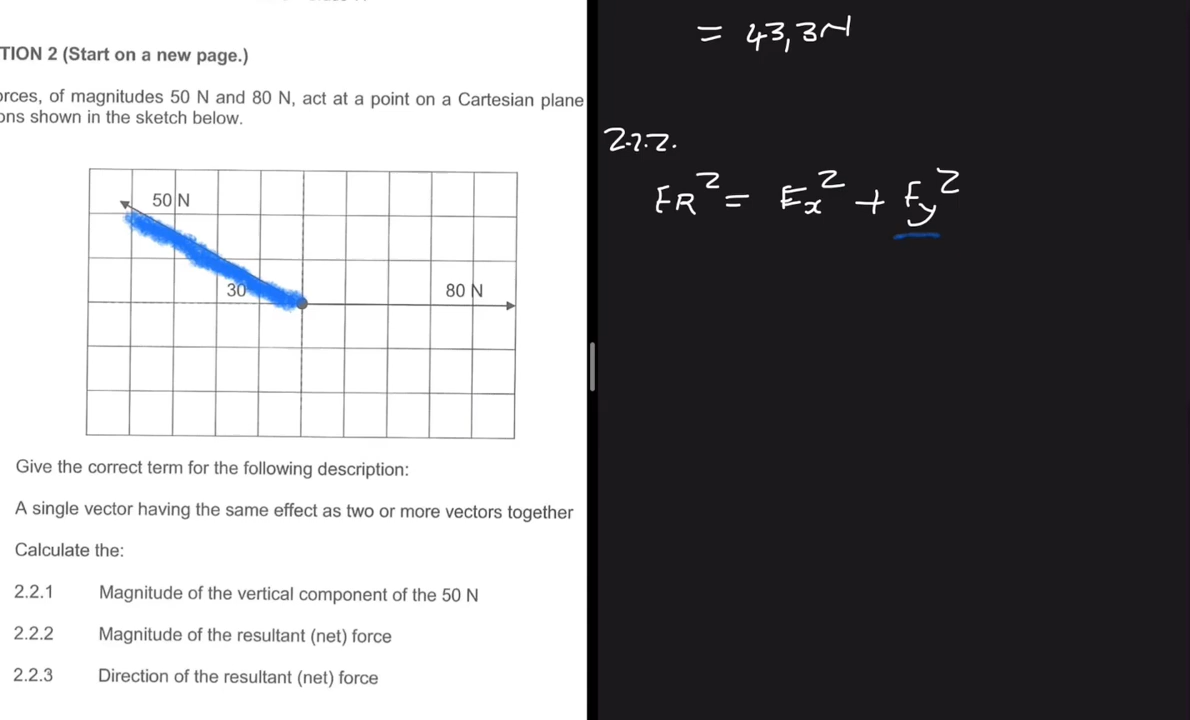 TION 2 (Start on a new page.)
orces, of magnitudes 50 N and 80 N, act at a point on a Cartesian plane
ons shown in the sketch below.
50 N
30
80 N
Give the correct term for the following description:
A single vector having the same effect as two or more vectors together
Calculate the:
2.2.1 Magnitude of the vertical component of the 50 N
2.2.2 Magnitude of the resultant (net) force
2.2.3 Direction of the resultant (net) force
= 43,3N
2.2.2.
FR² = Fx² + Fy²